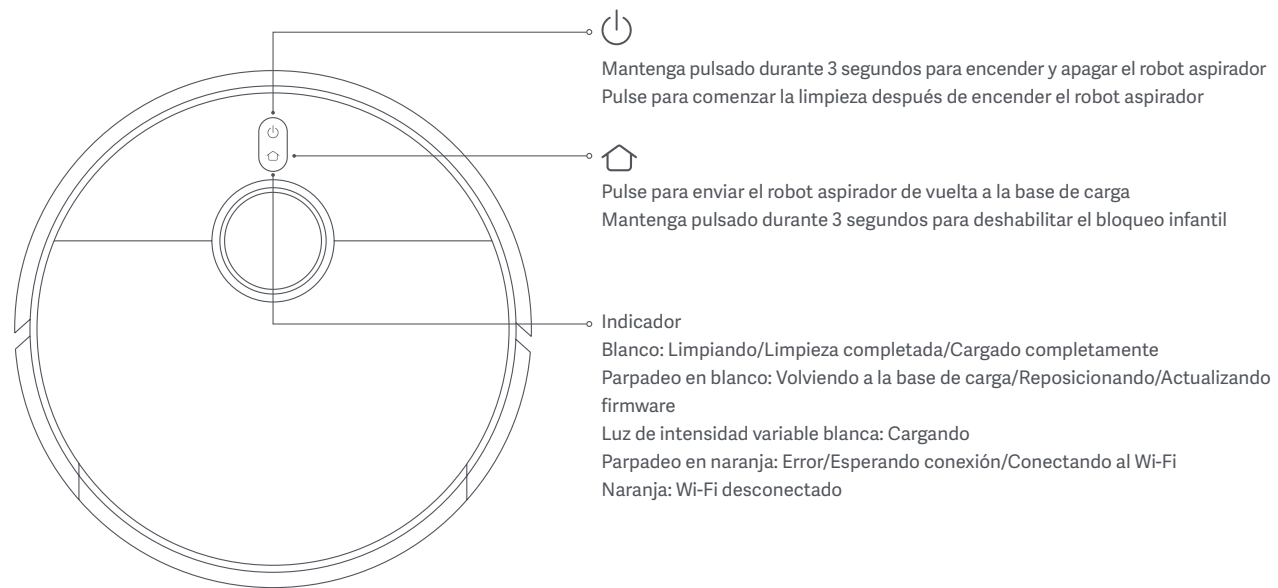 Mantenga pulsado durante 3 segundos para encender y apagar el robot aspirador
Pulse para comenzar la limpieza después de encender el robot aspirador
Pulse para enviar el robot aspirador de vuelta a la base de carga
Mantenga pulsado durante 3 segundos para deshabilitar el bloqueo infantil
Indicador
Blanco: Limpiando/Limpieza completada/Cargado completamente
Parpadeo en blanco: Volviendo a la base de carga/Reposicionando/Actualizando
firmware
Luz de intensidad variable blanca: Cargando
Parpadeo en naranja: Error/Esperando conexión/Conectando al Wi-Fi
Naranja: Wi-Fi desconectado